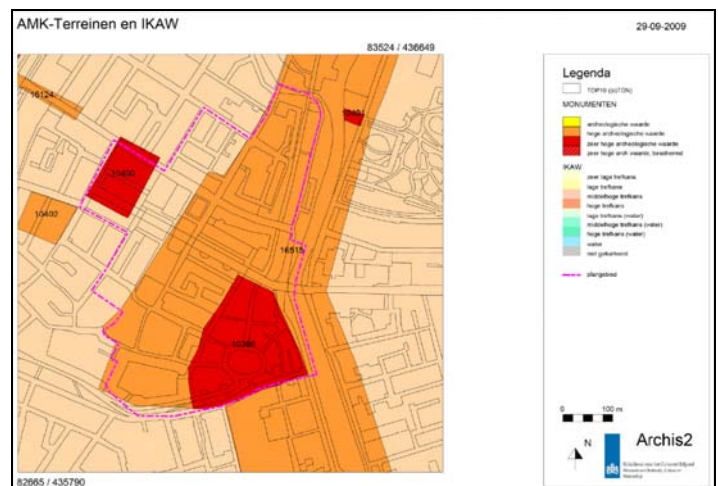 AMK-Terreinen en IKAW
29-09-2009
83524 / 436649
16124
10402
16515
Legenda
TOP10 (©TDN)
MONUMENTEN
archeologische waarde
hoge archeologische waarde
zeer hoge archeologische waarde
zeer hoge arch waarde, beschermd
IKAW
zeer lage trefkans
lage trefkans
middelhoge trefkans
hoge trefkans
lage trefkans (water)
middelhoge trefkans (water)
hoge trefkans (water)
water
niet gekarteerd
plangebied
0 100 m
N
Archis2
82665 / 435790